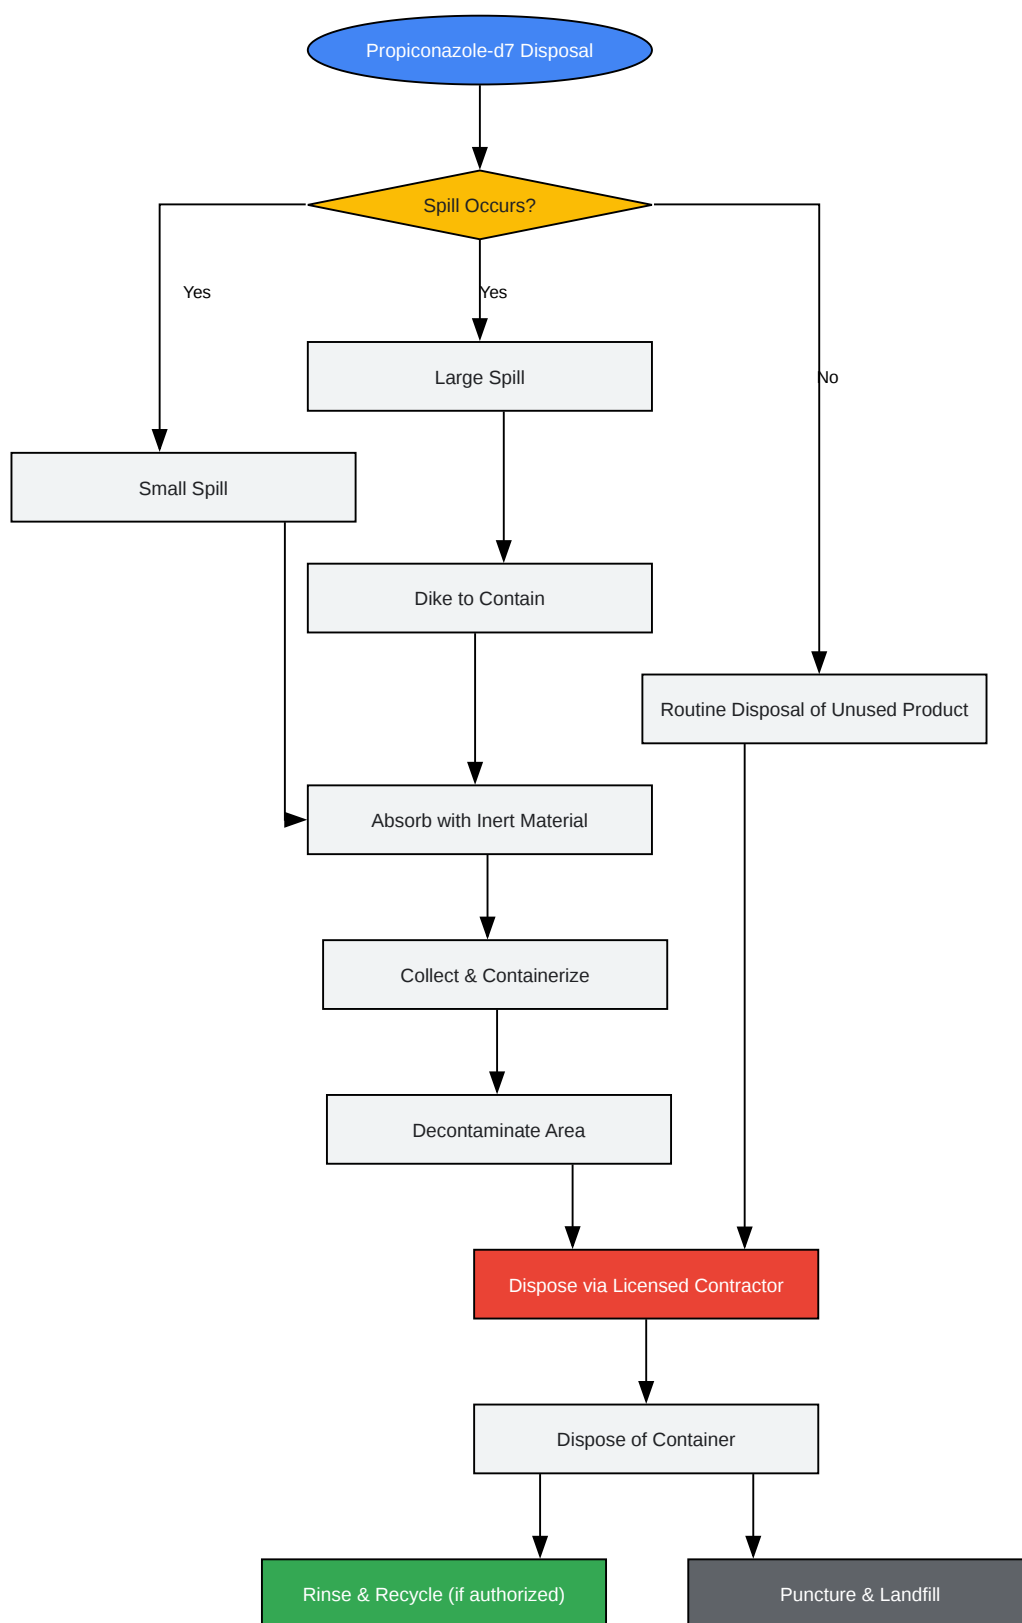 Propiconazole-d7 Disposal
Spill Occurs?
Yes
Yes
Large Spill
No
Small Spill
Dike to Contain
Routine Disposal of Unused Product
Absorb with Inert Material
Collect & Containerize
Decontaminate Area
Dispose via Licensed Contractor
Dispose of Container
Rinse & Recycle (if authorized)
Puncture & Landfill